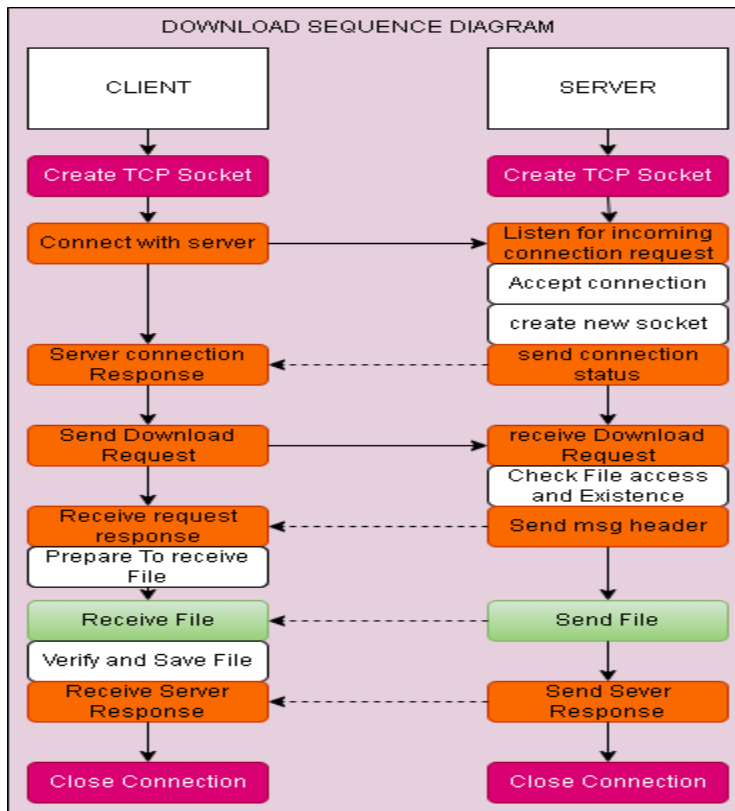 DOWNLOAD SEQUENCE DIAGRAM
CLIENT
SERVER
Create TCP Socket
Create TCP Socket
Connect with server
Listen for incoming
connection request
Accept connection
create new socket
Server connection
Response
send connection
status
Send Download
Request
receive Download
Request
Check File access
and Existence
Receive request
response
Send msg header
Prepare To receive
File
Receive File
Send File
Verify and Save File
Receive Server
Response
Send Sever
Response
Close Connection
Close Connection